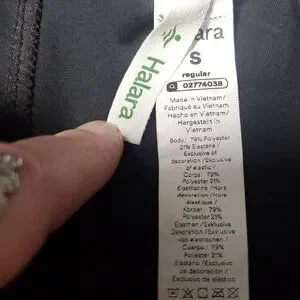 Halara
ara
S
regular
02774038
Made in Vietnam/
Fabriqué au Vietnam/
Hecho en Vietnam/
Hergestellt in
Vietnam
Body: 79% Polyester
21% Elastane/
Exclusive of
decoration /Exclusive
of elastic /
Corps: 79%
Polyester 21%
Élasthanne /Hors
décoration /Hors
élastique /
Körper: 79%
Polyester 21%
Elasthan /Exklusive
Dekoration /Exklusive
von elastischen /
Cuerpo: 79%
Poliéster 21%
Elastano /Exclusivo
de decoración /
Exclusivo de elástico